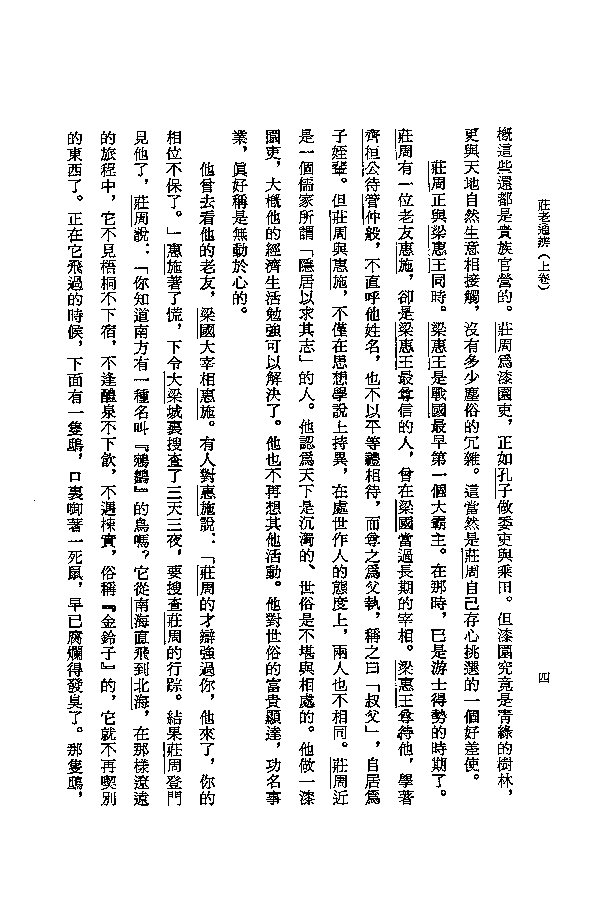 莊老通辨（上卷）
四
概這些還都是貴族官營的。莊周爲漆園吏，正如孔子做委吏與乘田。但漆園究竟是青綠的樹林，
更與天地自然生意相接觸，沒有多少塵俗的冗雜。這當然是莊周自己存心挑選的一個好差使。
莊周正與梁惠王同時。梁惠王是戰國最早第一個大霸主。在那時，已是游士得勢的時期了。
莊周有一位老友惠施，卻是梁惠王最尊信的人，曾在梁國當過長期的宰相。梁惠王尊待他，學著
齊桓公待管仲般，不直呼他姓名，也不以平等禮相待，而尊之爲父執，稱之曰「叔父」，自居爲
子姪輩。但莊周與惠施，不僅在思想學說上持異，在處世作人的態度上，兩人也不相同。莊周近
是一個儒家所謂「隱居以求其志」的人。他認爲天下是沉濁的、世俗是不堪與相處的。他做一漆
園吏，大概他的經濟生活勉強可以解決了。他也不再想其他活動。他對世俗的富貴顯達，功名事
業，眞好稱是無動於心的。
他曾去看他的老友，梁國大宰相惠施。有人對惠施說：「莊周的才辯強過你，他來了，你的
相位不保了。」惠施著了慌，下令大梁城裏搜查了三天三夜，要搜查莊周的行踪。結果莊周登門
見他了，莊周說：「你知道南方有一種名叫『鵷鶵』的鳥嗎？它從南海直飛到北海，在那樣遼遠
的旅程中，它不見梧桐不下宿，不逢醴泉不下飲，不遇楝實，俗稱『金鈴子』的，它就不再喫別
的東西了。正在它飛過的時候，下面有一隻鴟，口裏啣著一死鼠，早已腐爛得發臭了。那隻鴟，